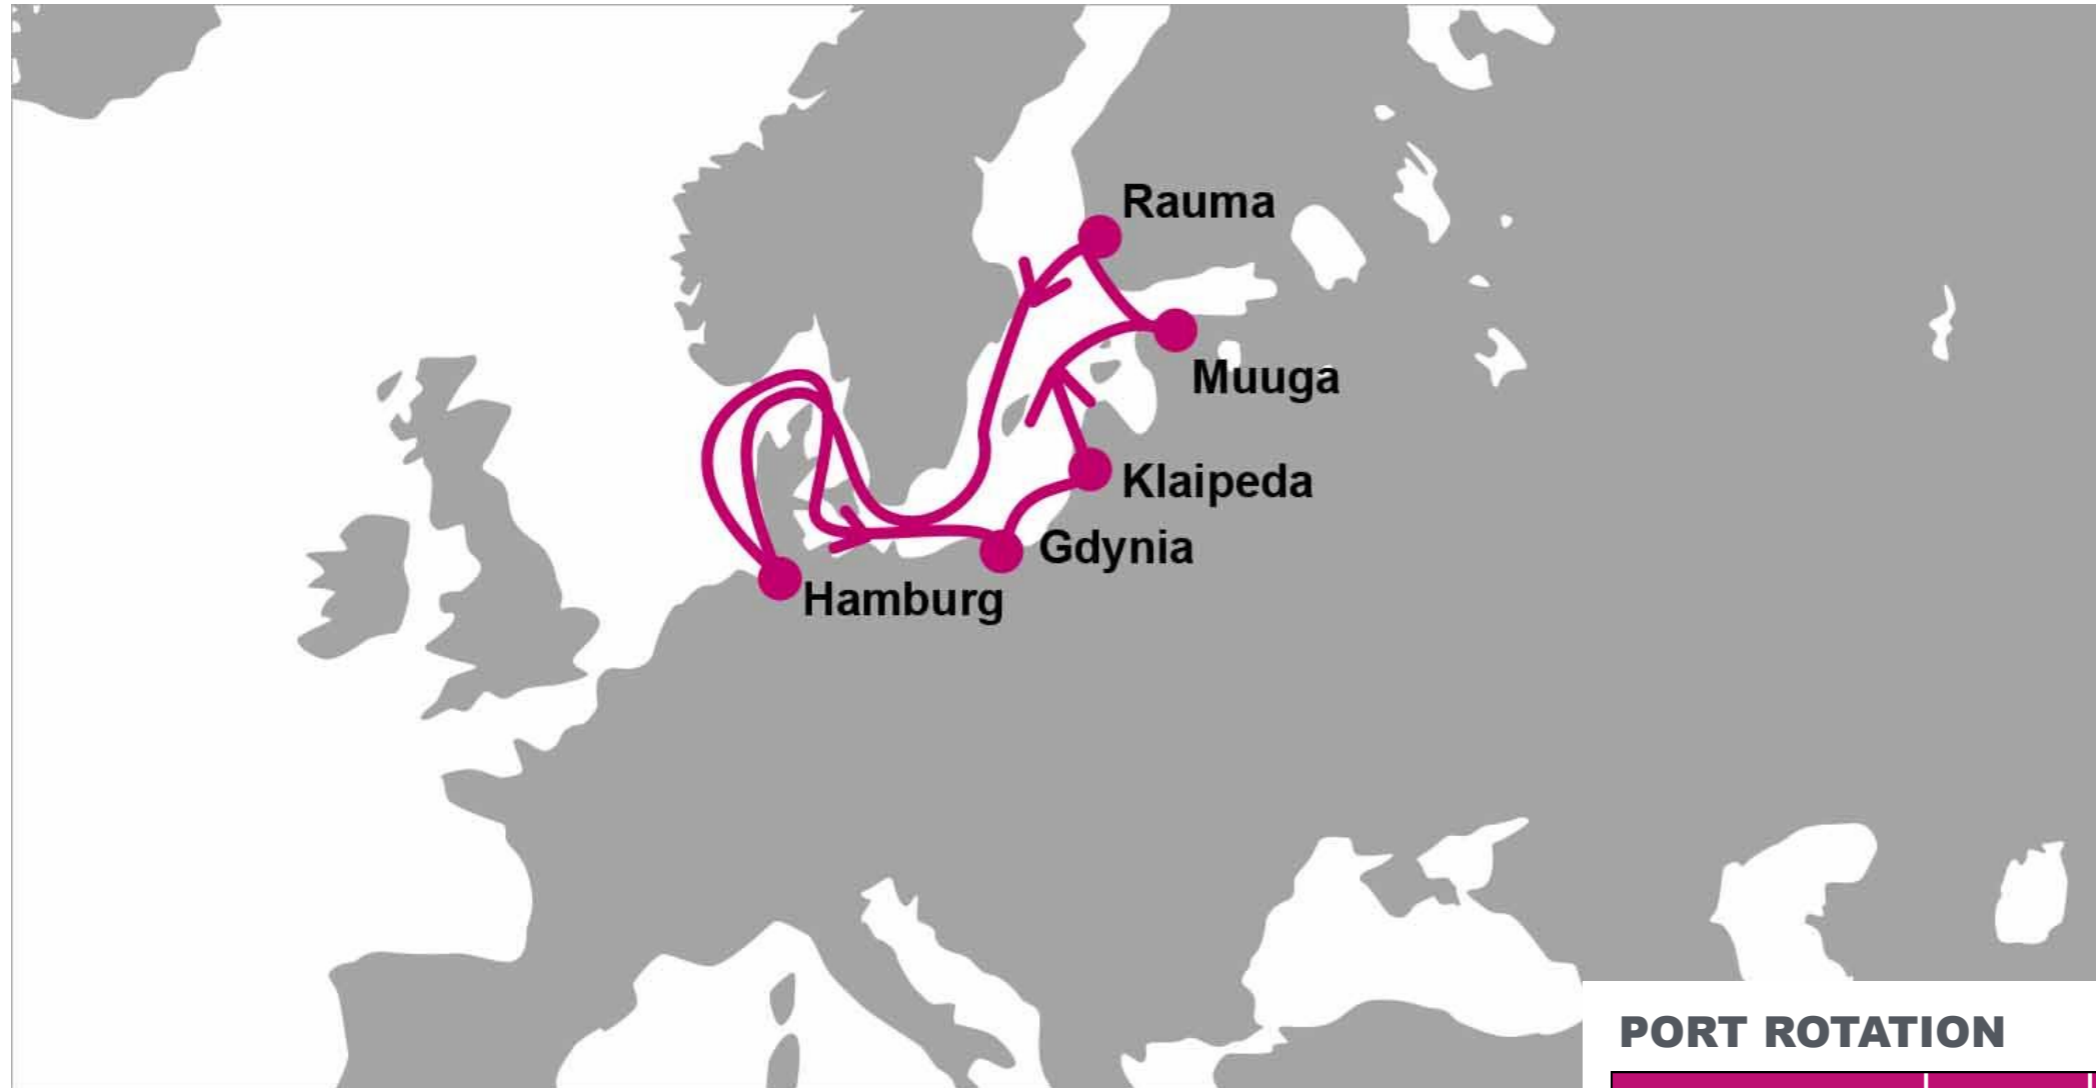 Rauma
Muuga
Klaipeda
Gdynia
Hamburg
PORT ROTATION